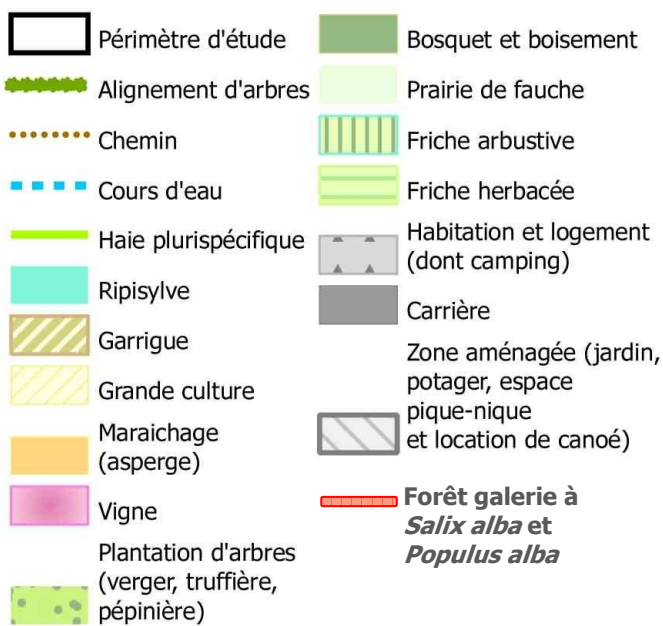 Périmètre d'étude
Alignement d'arbres
Chemin
Cours d'eau
Haie plurispécifique
Ripisylve
Garrigue
Grande culture
Maraichage
(asperge)
Vigne
Plantation d'arbres
(verger, truffière,
pépinière)
Bosquet et boisement
Prairie de fauche
Friche arbustive
Friche herbacée
Habitation et logement
(dont camping)
Carrière
Zone aménagée (jardin,
potager, espace
pique-nique
et location de canoé)
Forêt galerie à
Salix alba et
Populus alba